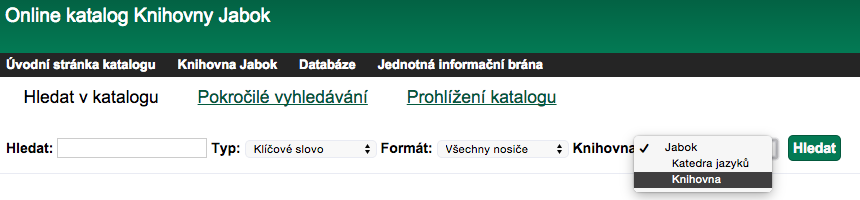 Online katalog Knihovny Jabok
Úvodní stránka katalogu Knihovna Jabok Databáze Jednotná informační brána
Hledat v katalogu Pokročilé vyhledávání Prohlížení katalogu
Hledat: Typ: Klíčové slovo Formát: Všechny nosiče Knihovna ✓ Jabok Hledat
Katedra jazyků
Knihovna